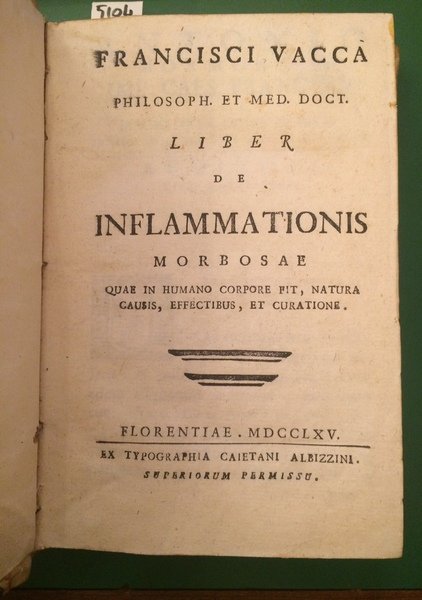 5104
FRANCISCI VACCÀ
PHILOSOPH. ET MED. DOCT.
LIBER
DE
INFLAMMATIONIS
MORBOSAE
QUAE IN HUMANO CORPORE FIT, NATURA
CAUSIS, EFFECTIBUS, ET CURATIONE.
FLORENTIAE. MDCCLXV.
EX TYPOGRAPHIA CAIETANI ALBIZZINI.
SUPERIORUM PERMISSU.